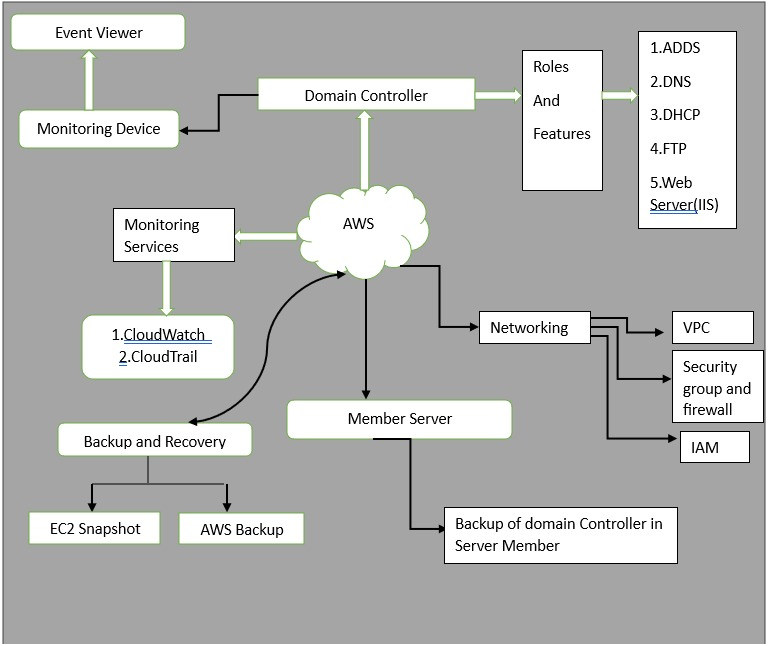 Event Viewer
Monitoring Device
Domain Controller
Roles
And
Features
1.ADDS
2.DNS
3.DHCP
4.FTP
5.Web
Server(IIS)
AWS
Monitoring
Services
1.CloudWatch
2.CloudTrail
Networking
VPC
Security
group and
firewall
IAM
Member Server
Backup and Recovery
EC2 Snapshot
AWS Backup
Backup of domain Controller in
Server Member